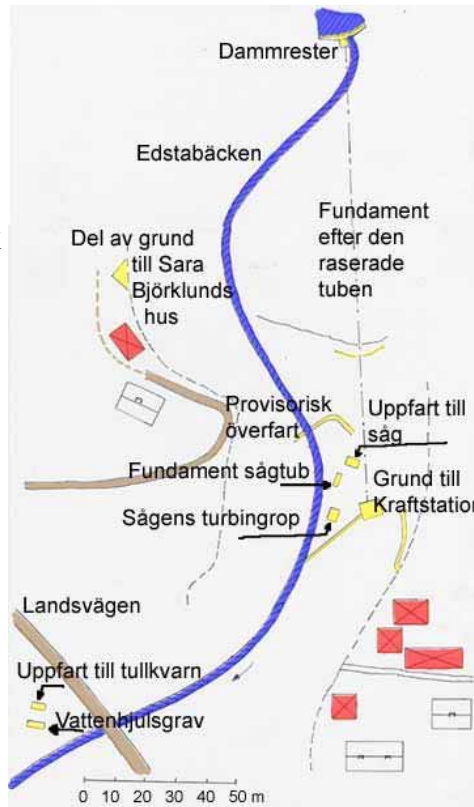 Dammrester
Edstabäcken
Fundament
efter den
raserade
tuben
Del av grund
till Sara
Björklunds
hus
Provisorisk
överfart
Uppfart till
såg
Fundament sågtub
Grund till
Kraftstation
Sågens turbingrop
Landsvägen
Uppfart till tullkvarn
Vattenhjulsgrav
0 10 20 30 40 50 m